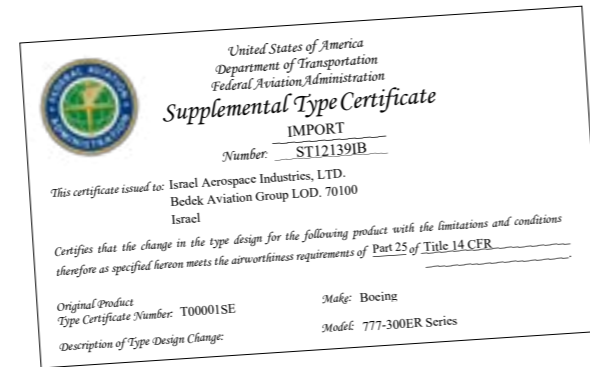 FEDERAL AVIATION
ADMINISTRATION
United States of America
Department of Transportation
Federal Aviation Administration
Supplemental Type Certificate
IMPORT
Number: ST12139IB
This certificate issued to: Israel Aerospace Industries, LTD.
Bedek Aviation Group LOD. 70100
Israel
Certifies that the change in the type design for the following product with the limitations and conditions
therefore as specified hereon meets the airworthiness requirements of Part 25 of Title 14 CFR.
Original Product
Type Certificate Number: T00001SE
Make: Boeing
Description of Type Design Change:
Model: 777-300ER Series